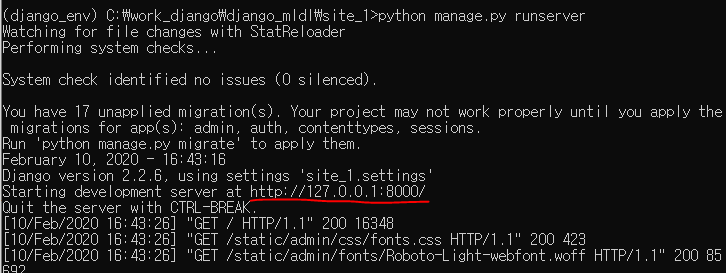 (django_env) C:₩work_django₩django_mldl₩site_1>python manage.py runserver
Watching for file changes with StatReloader
Performing system checks...
System check identified no issues (0 silenced).
You have 17 unapplied migration(s). Your project may not work properly until you apply the
migrations for app(s): admin, auth, contenttypes, sessions.
Run 'python manage.py migrate' to apply them.
February 10, 2020 - 16:43:16
Django version 2.2.6, using settings 'site_1.settings'
Starting development server at http://127.0.0.1:8000/
Quit the server with CTRL-BREAK.
[10/Feb/2020 16:43:26] "GET / HTTP/1.1" 200 16348
[10/Feb/2020 16:43:26] "GET /static/admin/css/fonts.css HTTP/1.1" 200 423
[10/Feb/2020 16:43:26] "GET /static/admin/fonts/Roboto-Light-webfont.woff HTTP/1.1" 200 85
692